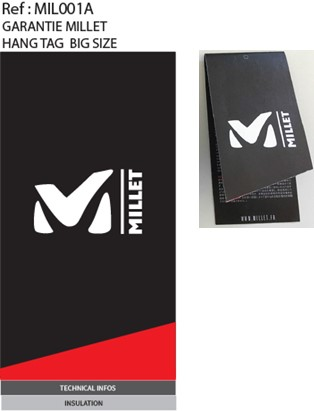 Ref : MIL001A
GARANTIE MILLET
HANG TAG BIG SIZE
MILLET
MILLET
WWW.MILLET.FR
TECHNICAL INFOS
INSULATION